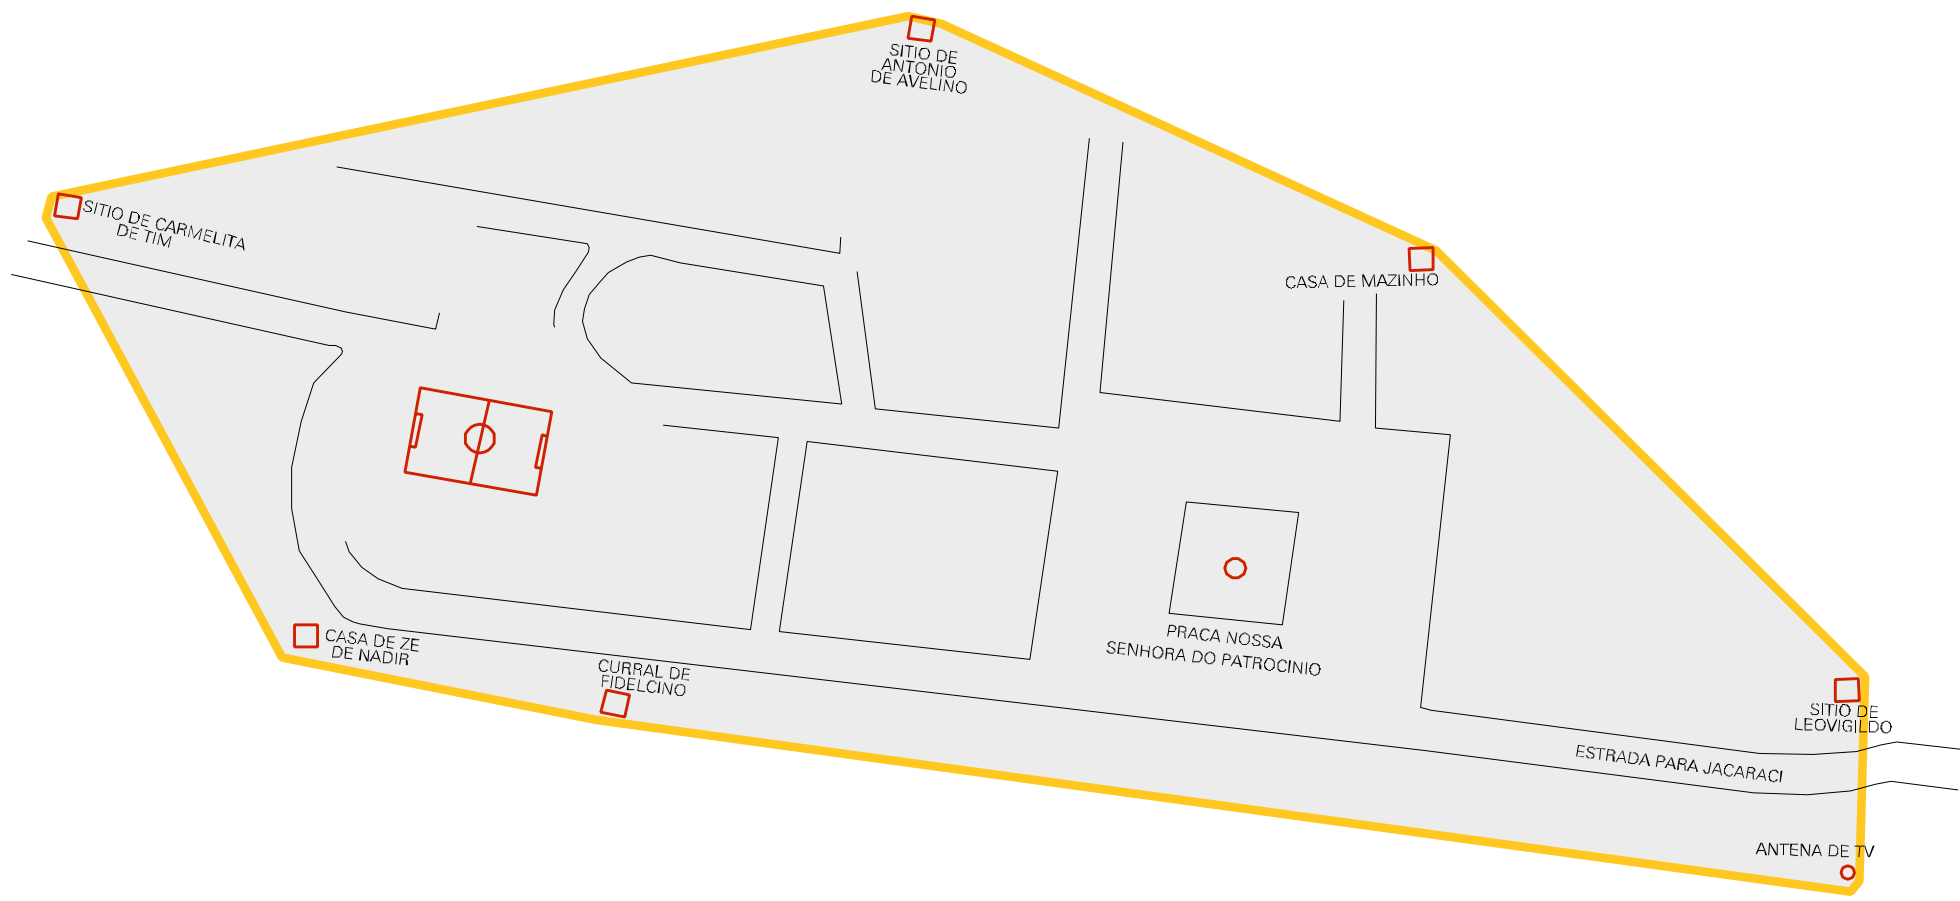 SITIO DE
ANTONIO
DE AVELINO
SITIO DE CARMELITA
DE TIM
CASA DE MAZINHO
CASA DE ZE
DE NADIR
CURRAL DE
FIDELCINO
PRACA NOSSA
SENHORA DO PATROCINIO
SITIO DE
LEOVIGILDO
ESTRADA PARA JACARACI
ANTENA DE TV